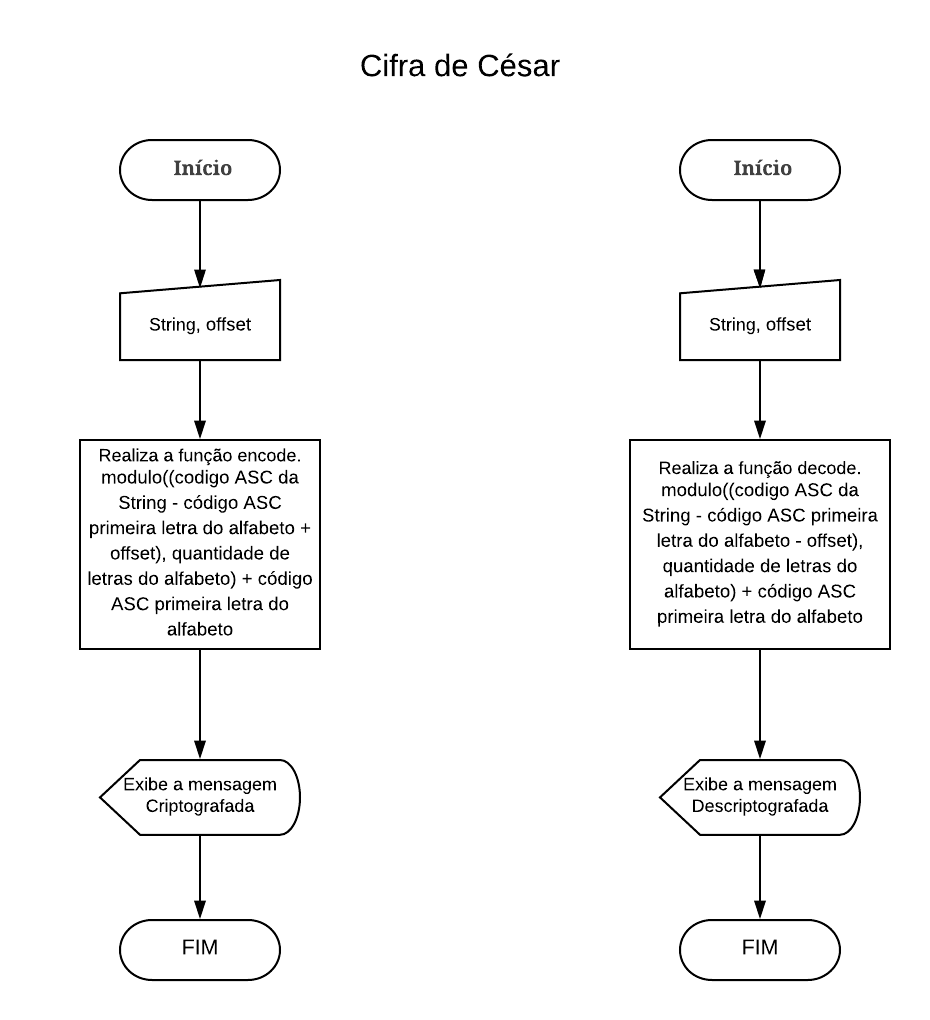 Cifra de César
Início
String, offset
Realiza a função encode.
modulo((codigo ASC da
String - código ASC
primeira letra do alfabeto +
offset), quantidade de
letras do alfabeto) + código
ASC primeira letra do
alfabeto
Exibe a mensagem
Criptografada
FIM
Início
String, offset
Realiza a função decode.
modulo((codigo ASC da
String - código ASC primeira
letra do alfabeto - offset),
quantidade de letras do
alfabeto) + código ASC
primeira letra do alfabeto
Exibe a mensagem
Descriptografada
FIM